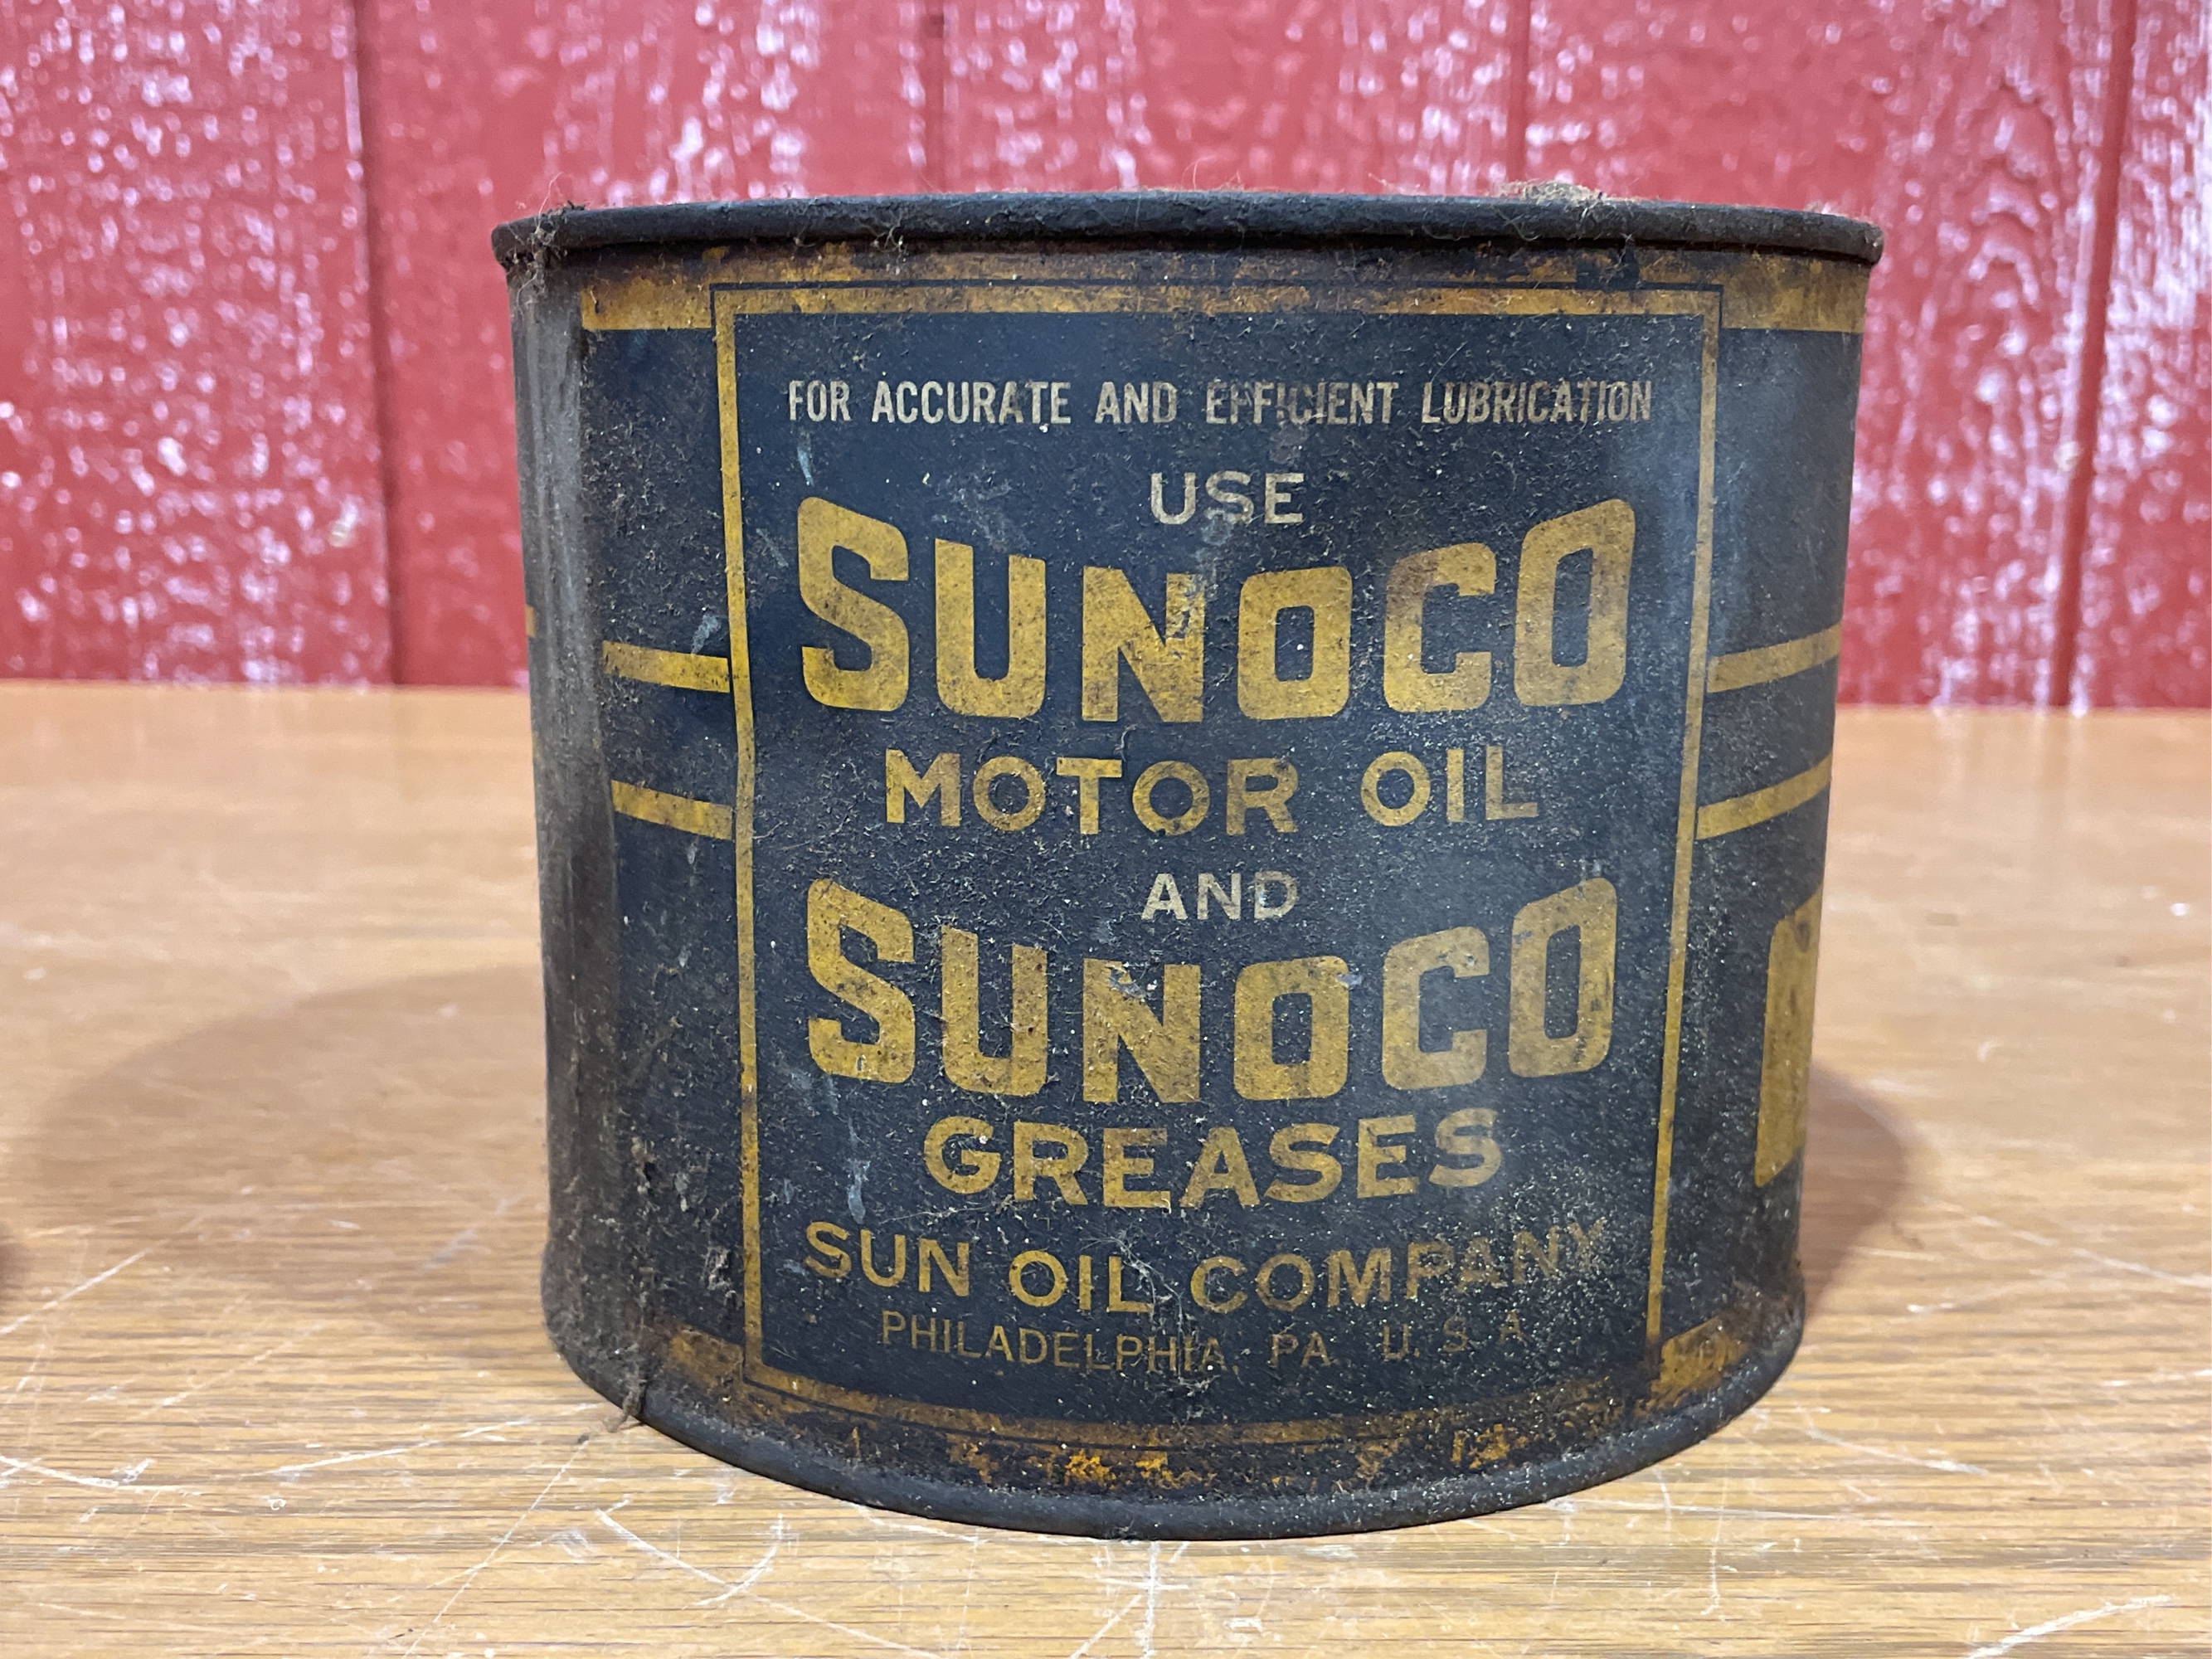 FOR ACCURATE AND EFFICIENT LUBRICATION
USE
SUNOCO
MOTOR OIL
AND
SUNOCO
GREASES
SUN OIL COMPANY
PHILADELPHIA, PA. U. S. A.